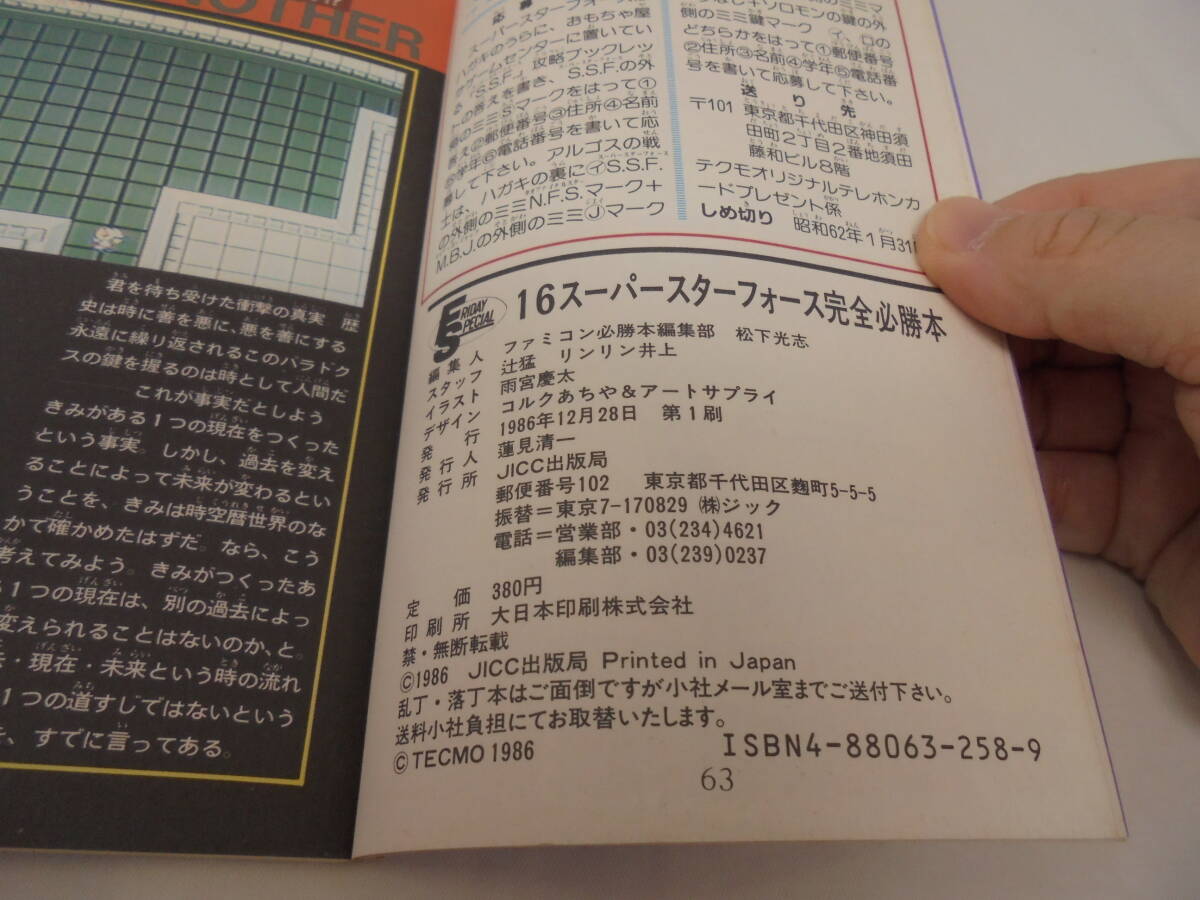 OTHER
君を待ち受けた衝撃の真実 歴
史は時に善を悪に、悪を善にする
永遠に繰り返されるこのパラドク
スの鍵を握るのは時として人間だ
これが事実だとしよう
きみがある1つの現在をつくった
という事実。しかし、過去を変え
ることによって未来が変わるとい
うことを、きみは時空暦世界のな
かで確かめたはずだ。なら、こう
考えてみよう。きみがつくったあ
る1つの現在は、別の過去によっ
変えられることはないのか、と。
・現在・未来という時の流れ
1つの道すじではないという
、すでに言ってある。
ハガキのうらに、おもちゃ屋
ームセンターに置いてい
る「S.S.F.」攻略ブックレッ
の答えを書き、S.S.F.の外
側のミミSマークをはって①
答え②郵便番号③住所④名前
⑤学年⑥電話番号を書いて応
募して下さい。アルゴスの戦
士は、ハガキの裏に④S.S.F.
の外側のミミN.F.S.マーク+
M.B.J.の外側のミミⒿマーク
なし+ソロモンの鍵の外
側のミミ鍵マーク イ、ロの
どちらかをはって①郵便番号
②住所③名前④学年⑤電話番
号を書いて応募して下さい。
送り先
〒101 東京都千代田区神田須
田町2丁目2番地須田
藤和ビル8階
テクモオリジナルテレホンカ
ードプレゼント係
しめ切り 昭和62年1月31
FRIDAY SPECIAL
16スーパースターフォース完全必勝本
編集人 ファミコン必勝本編集部 松下光志
スタッフ 辻猛 リンリン井上
イラスト 雨宮慶太
デザイン コルクあちゃ&アートサプライ
発行 1986年12月28日 第1刷
発行人 蓮見清一
発行所 JICC出版局
郵便番号102 東京都千代田区麴町5-5-5
振替=東京7-170829 ㈱ジック
電話=営業部・03(234)4621
編集部・03(239)0237
定価 380円
印刷所 大日本印刷株式会社
禁・無断転載
©1986 JICC出版局 Printed in Japan
乱丁・落丁本はご面倒ですが小社メール室までご送付下さい。
送料小社負担にてお取替いたします。
©TECMO 1986
ISBN4-88063-258-9
63